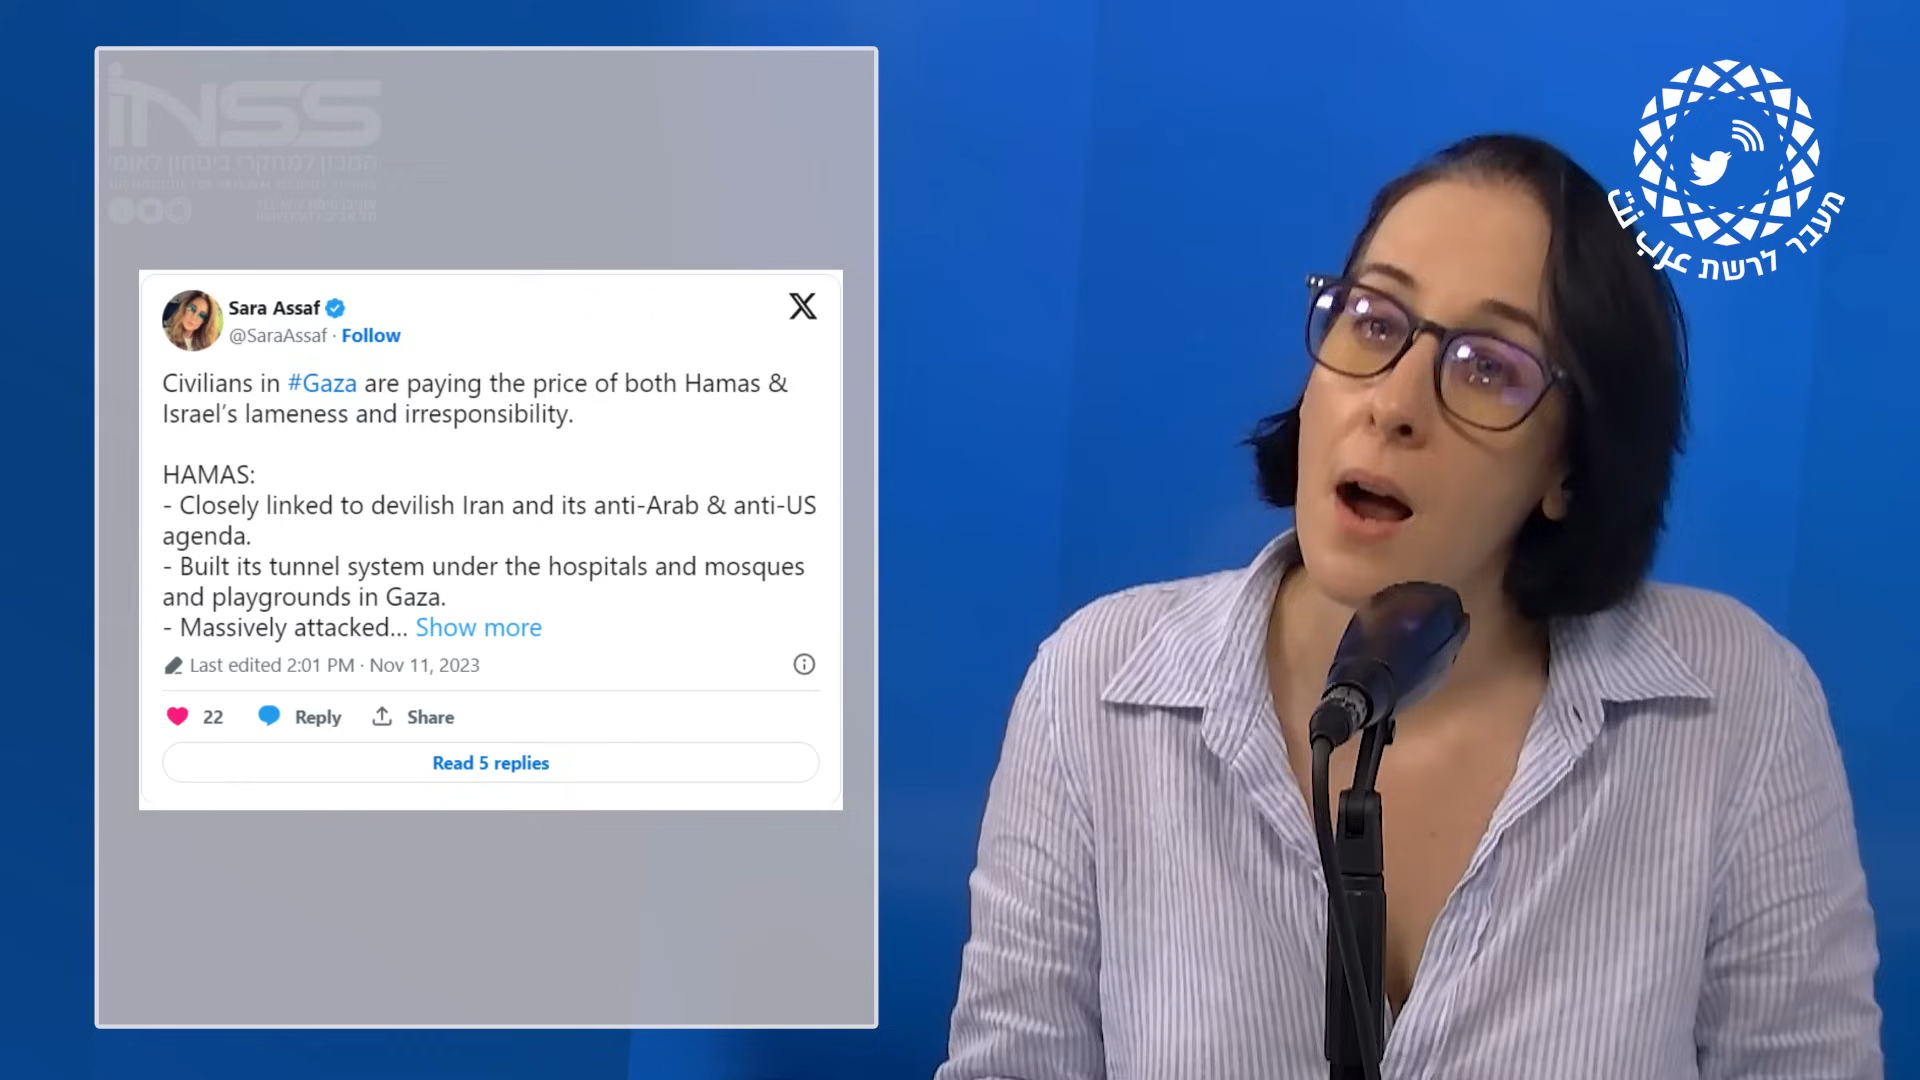 INSS
המכון למחקרי ביטחון לאומי
Sara Assaf
@SaraAssaf · Follow
Civilians in #Gaza are paying the price of both Hamas &
Israel's lameness and irresponsibility.
HAMAS:
- Closely linked to devilish Iran and its anti-Arab & anti-US
agenda.
- Built its tunnel system under the hospitals and mosques
and playgrounds in Gaza.
- Massively attacked... Show more
Last edited 2:01 PM · Nov 11, 2023
22 Reply Share
Read 5 replies
מעבר לרשת